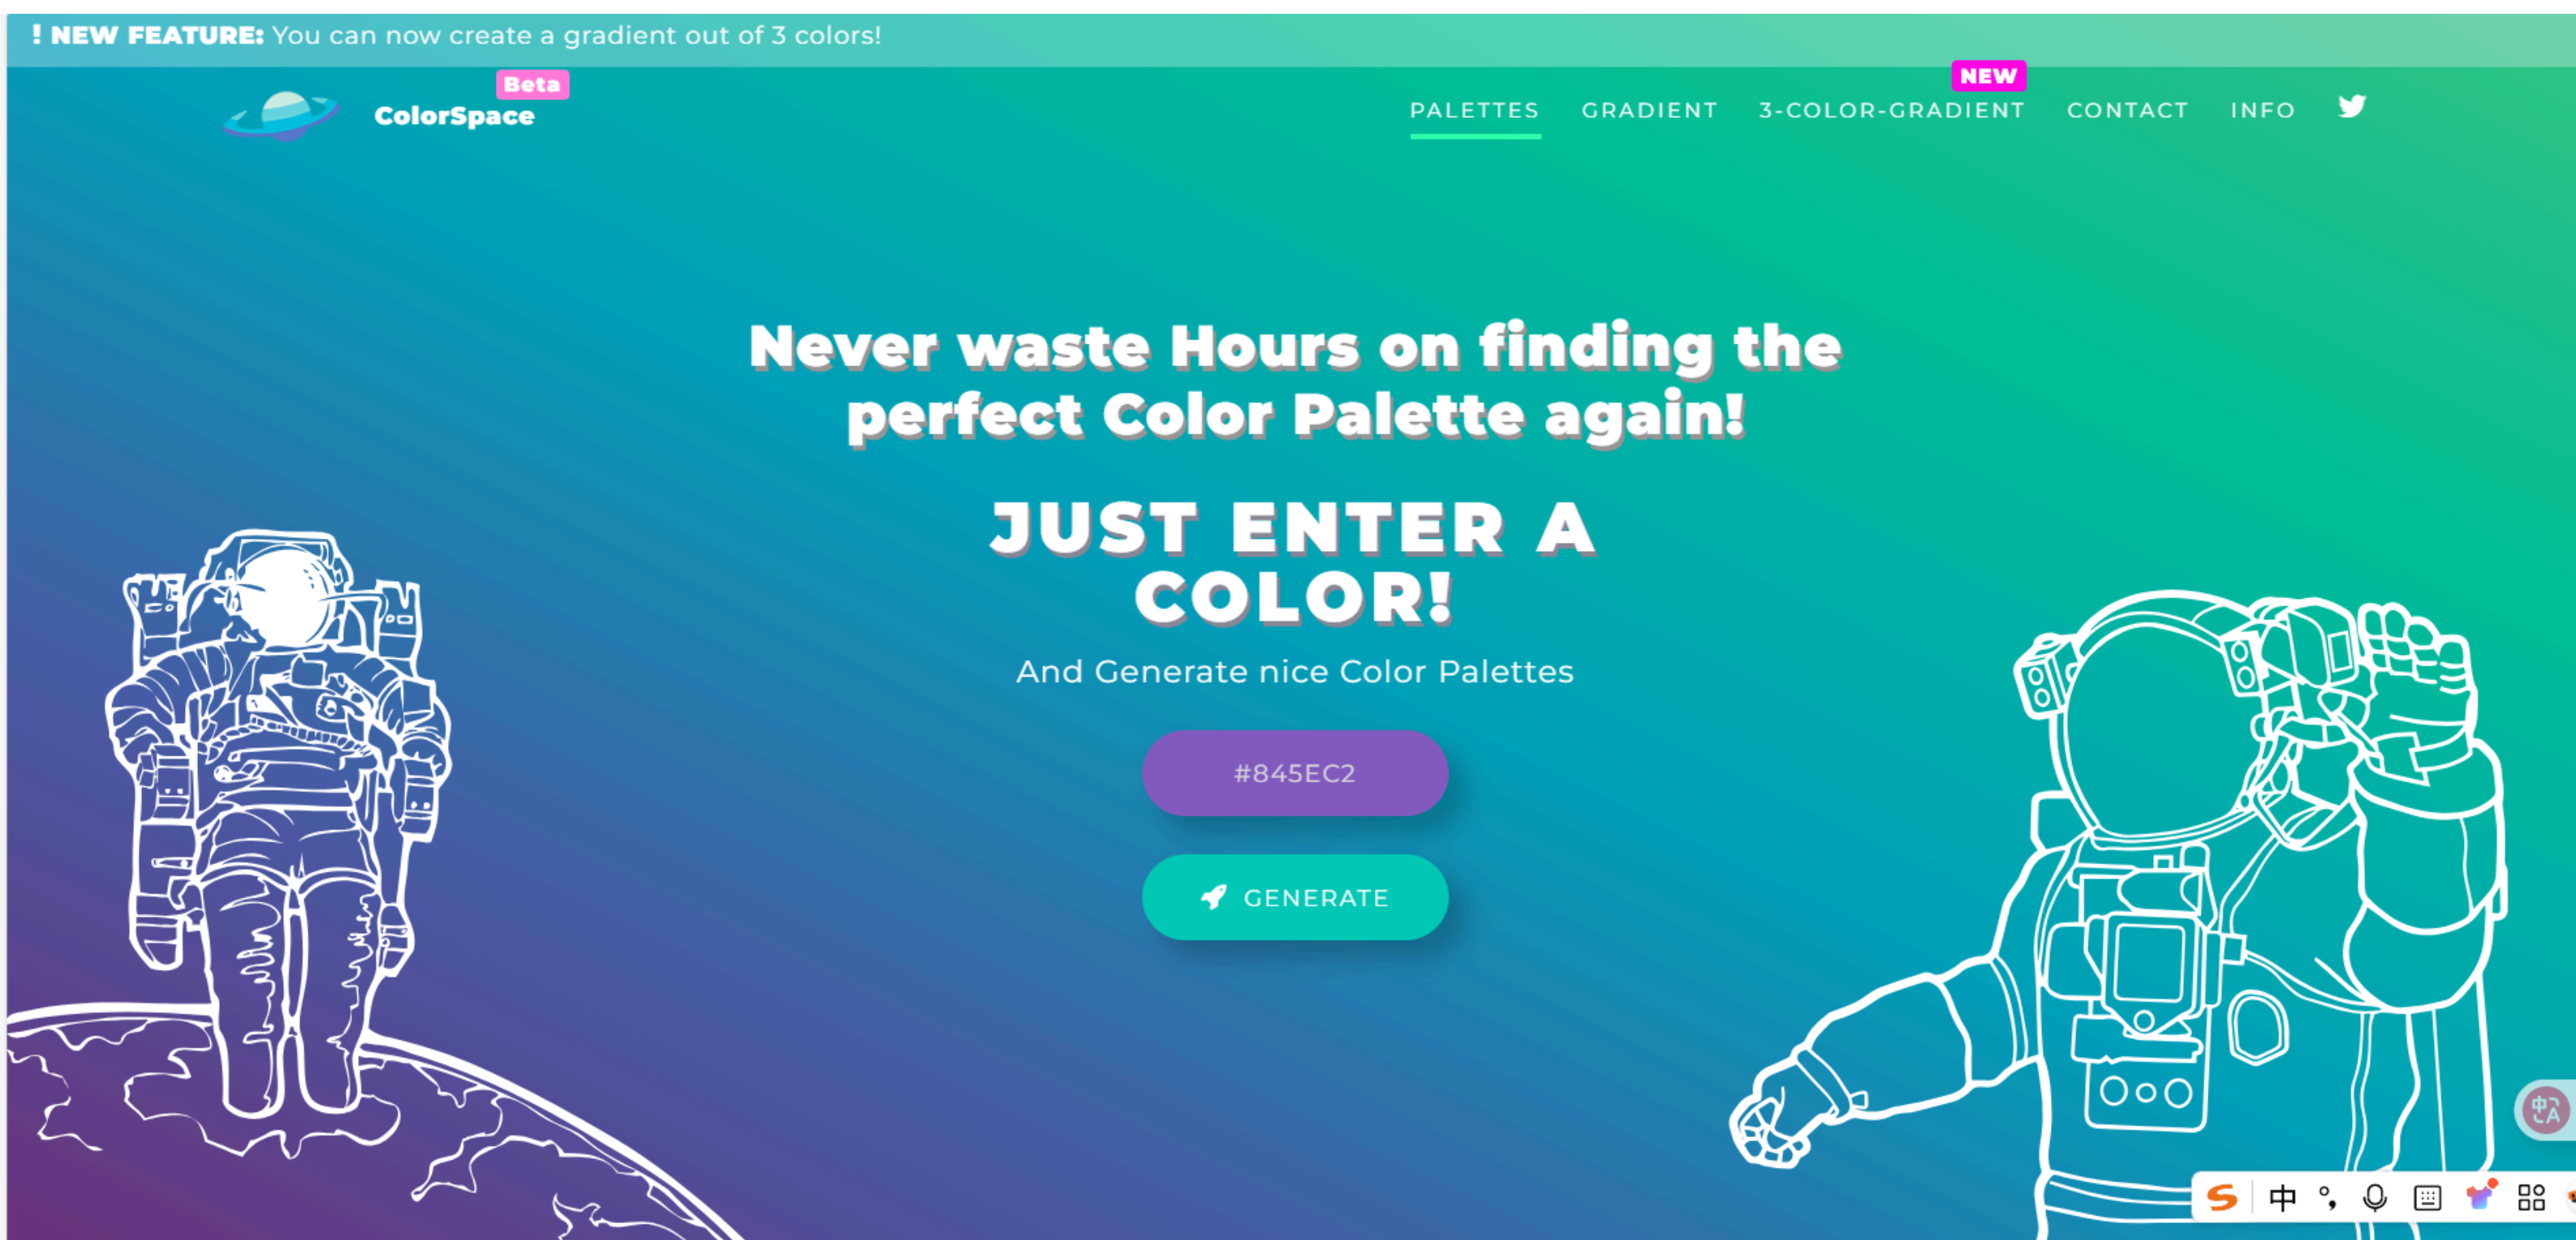 ! NEW FEATURE: You can now create a gradient out of 3 colors!
Beta
ColorSpace
NEW
PALETTES GRADIENT 3-COLOR-GRADIENT CONTACT INFO
Never waste Hours on finding the
perfect Color Palette again!
JUST ENTER A
COLOR!
And Generate nice Color Palettes
#845EC2
GENERATE
中A
S 中